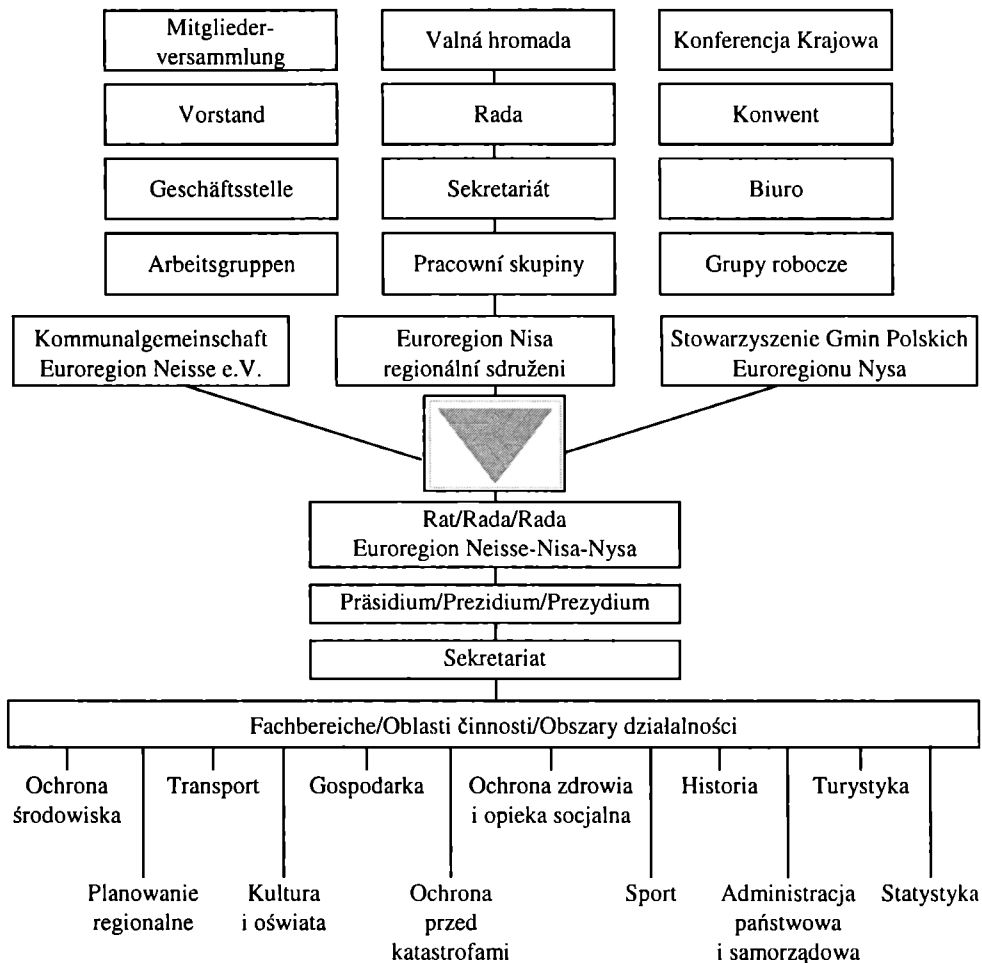 Mitglieder-
versammlung
Valná hromada
Konferencja Krajowa
Vorstand
Rada
Konwent
Geschäftsstelle
Sekretariát
Biuro
Arbeitsgruppen
Pracowní skupiny
Grupy robocze
Kommunalgemeinschaft
Euroregion Neisse e.V.
Euroregion Nisa
regionální sdruženi
Stowarzyszenie Gmin Polskich
Euroregionu Nysa
Rat/Rada/Rada
Euroregion Neisse-Nisa-Nysa
Präsidium/Prezidium/Prezydium
Sekretariat
Fachbereiche/Oblasti činnosti/Obszary działalności
Ochrona
środowiska
Transport
Gospodarka
Ochrona zdrowia
i opieka socjalna
Historia
Turystyka
Planowanie
regionalne
Kultura
i oświata
Ochrona
przed
katastrofami
Sport
Administracja
państwowa
i samorządowa
Statystyka